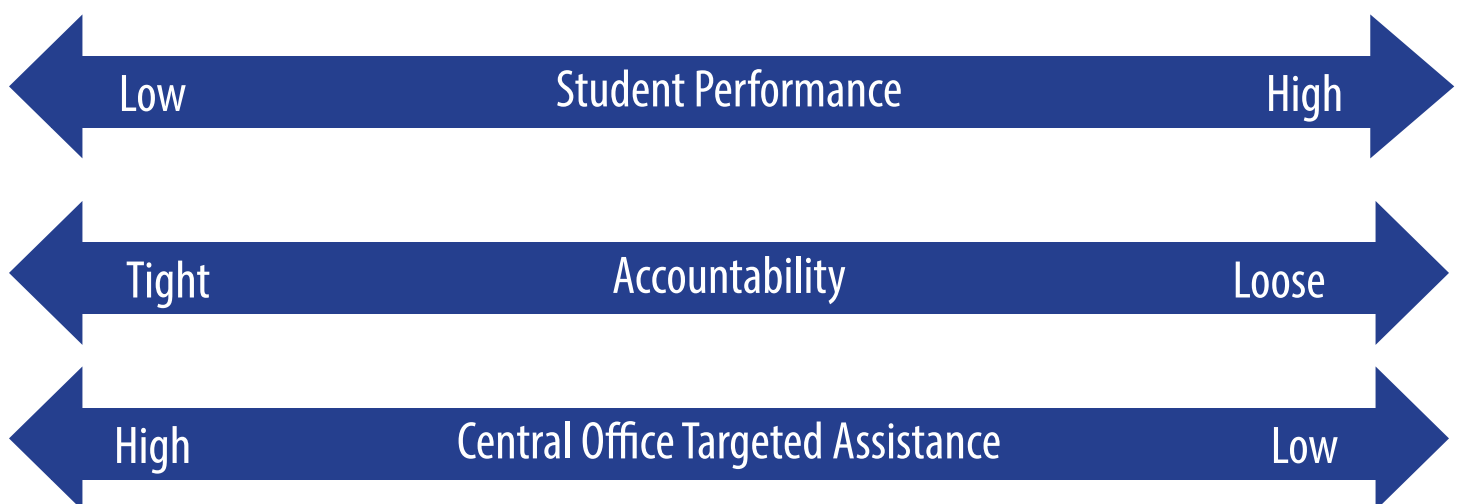 Low Student Performance High
Tight Accountability Loose
High Central Office Targeted Assistance Low